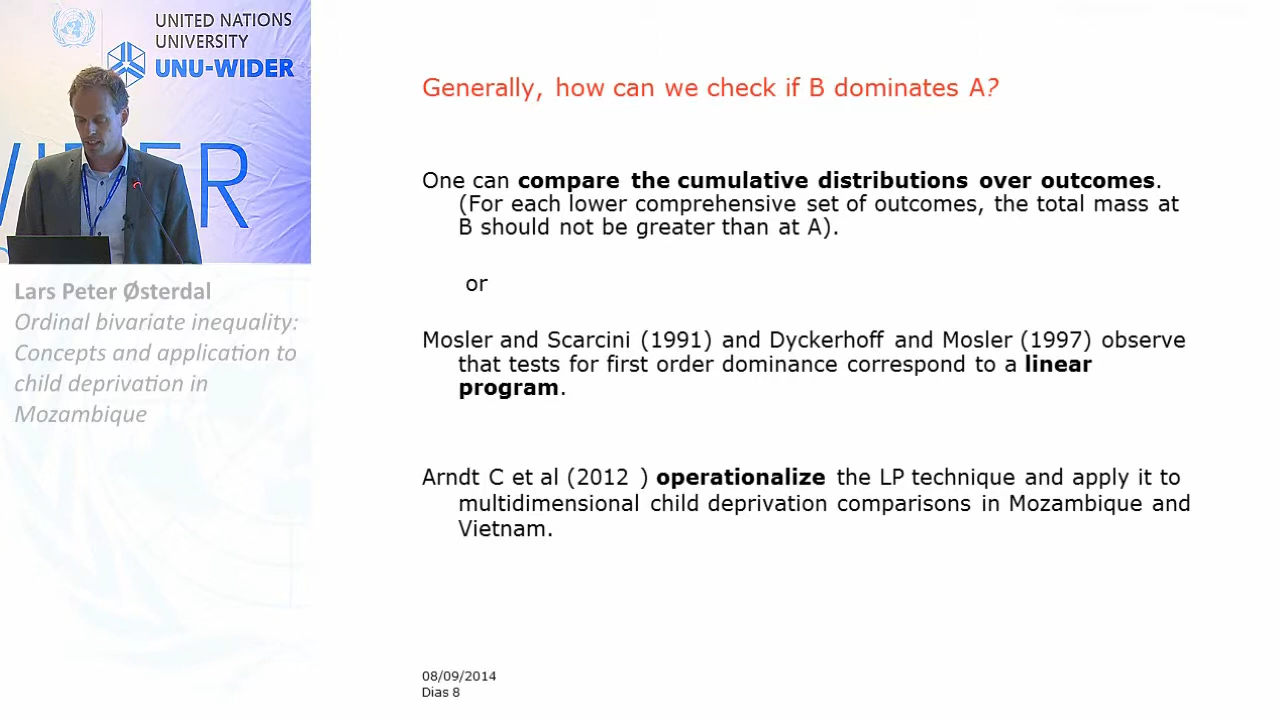 UNITED NATIONS
UNIVERSITY
UNU-WIDER
WIDER
Lars Peter Østerdal
Ordinal bivariate inequality:
Concepts and application to
child deprivation in
Mozambique
Generally, how can we check if B dominates A?
One can compare the cumulative distributions over outcomes.
(For each lower comprehensive set of outcomes, the total mass at
B should not be greater than at A).
or
Mosler and Scarcini (1991) and Dyckerhoff and Mosler (1997) observe
that tests for first order dominance correspond to a linear
program.
Arndt C et al (2012 ) operationalize the LP technique and apply it to
multidimensional child deprivation comparisons in Mozambique and
Vietnam.
08/09/2014
Dias 8